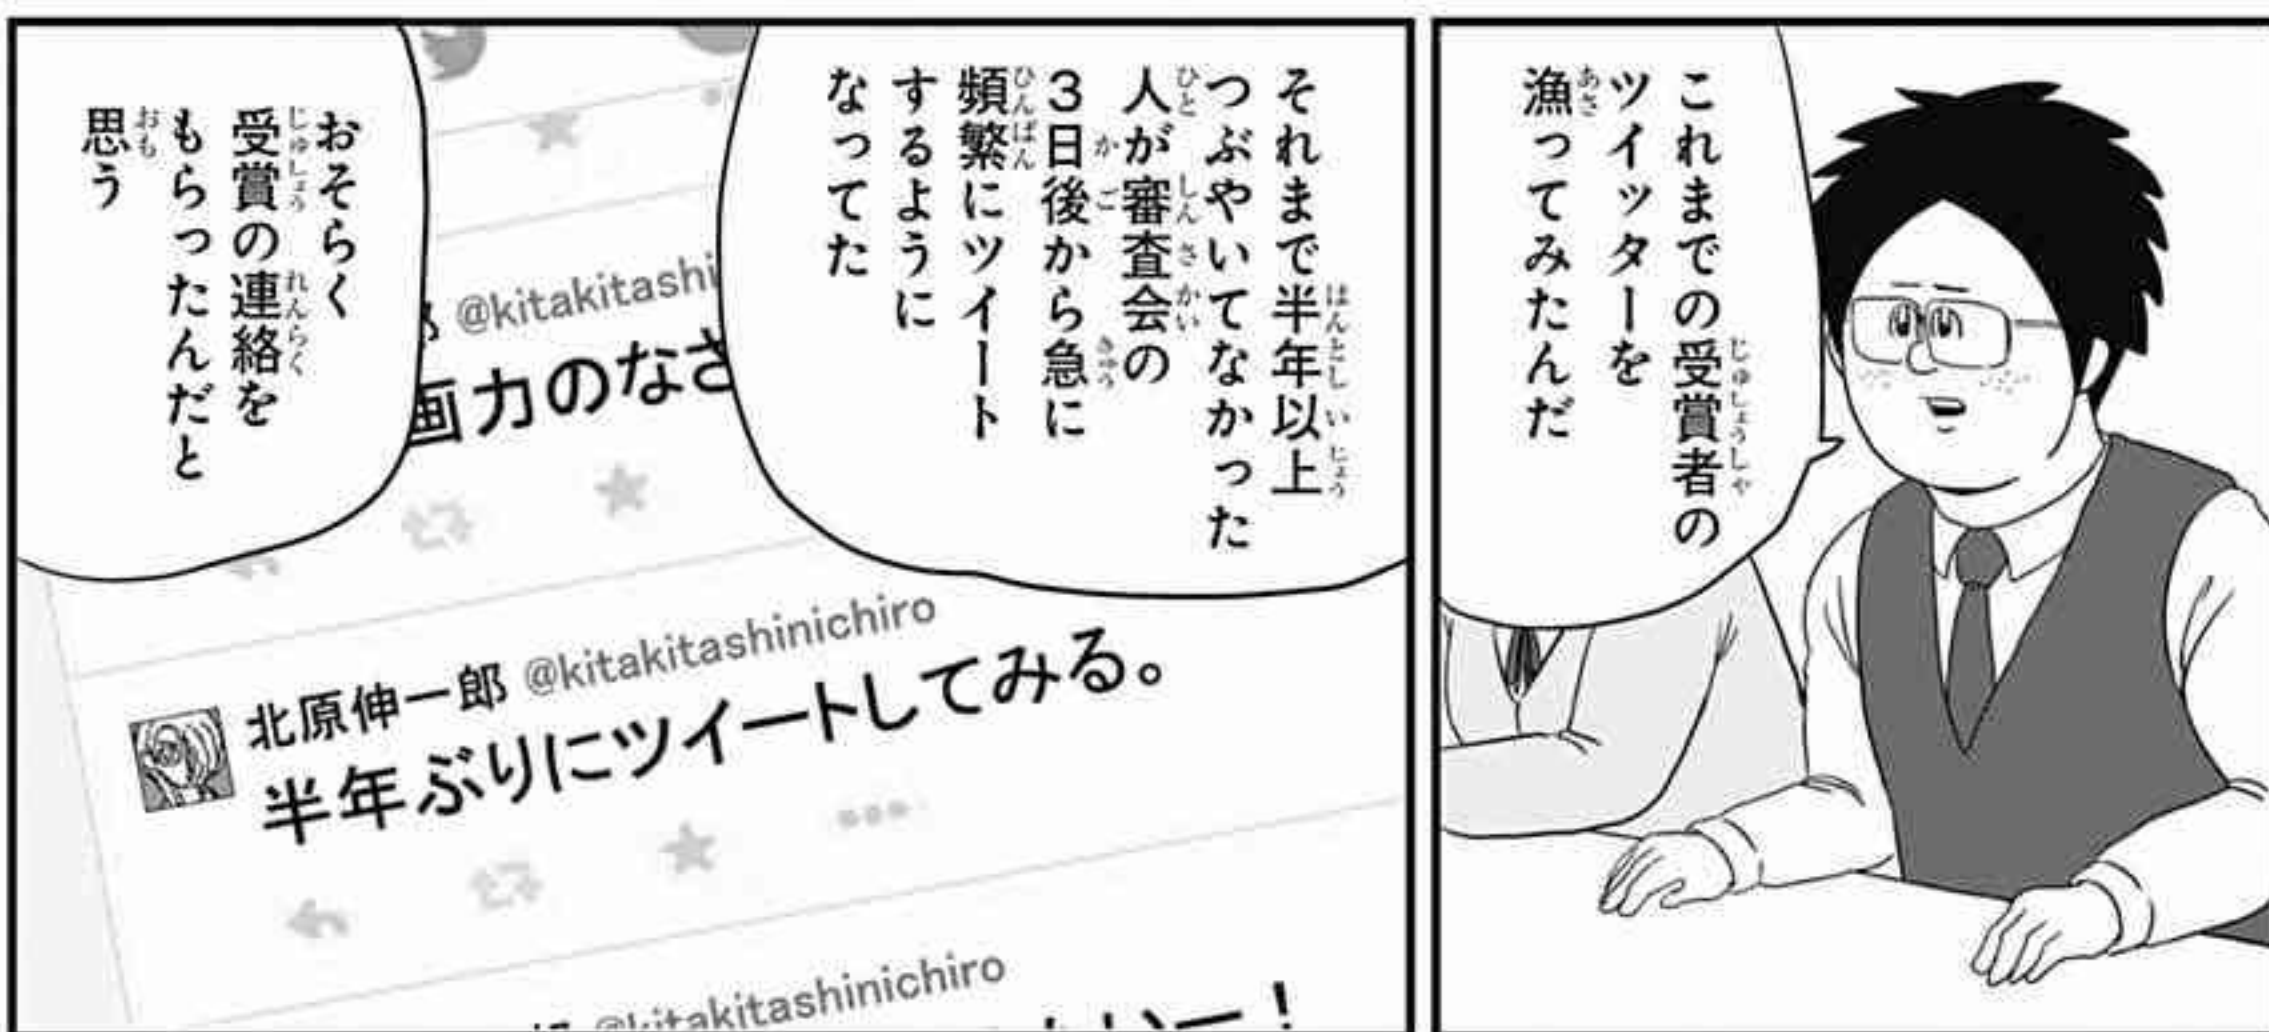 これまでの受賞者の
ツイッターを
漁ってみたんだ
それまで半年以上
つぶやいてなかった
人が審査会の
3日後から急に
頻繁にツイート
するように
なってた
おそらく
受賞の連絡を
もらったんだと
思う
郎 @kitakitashi
画力のなさ
北原伸一郎 @kitakitashinichiro
半年ぶりにツイートしてみる。
@kitakitashinichiro